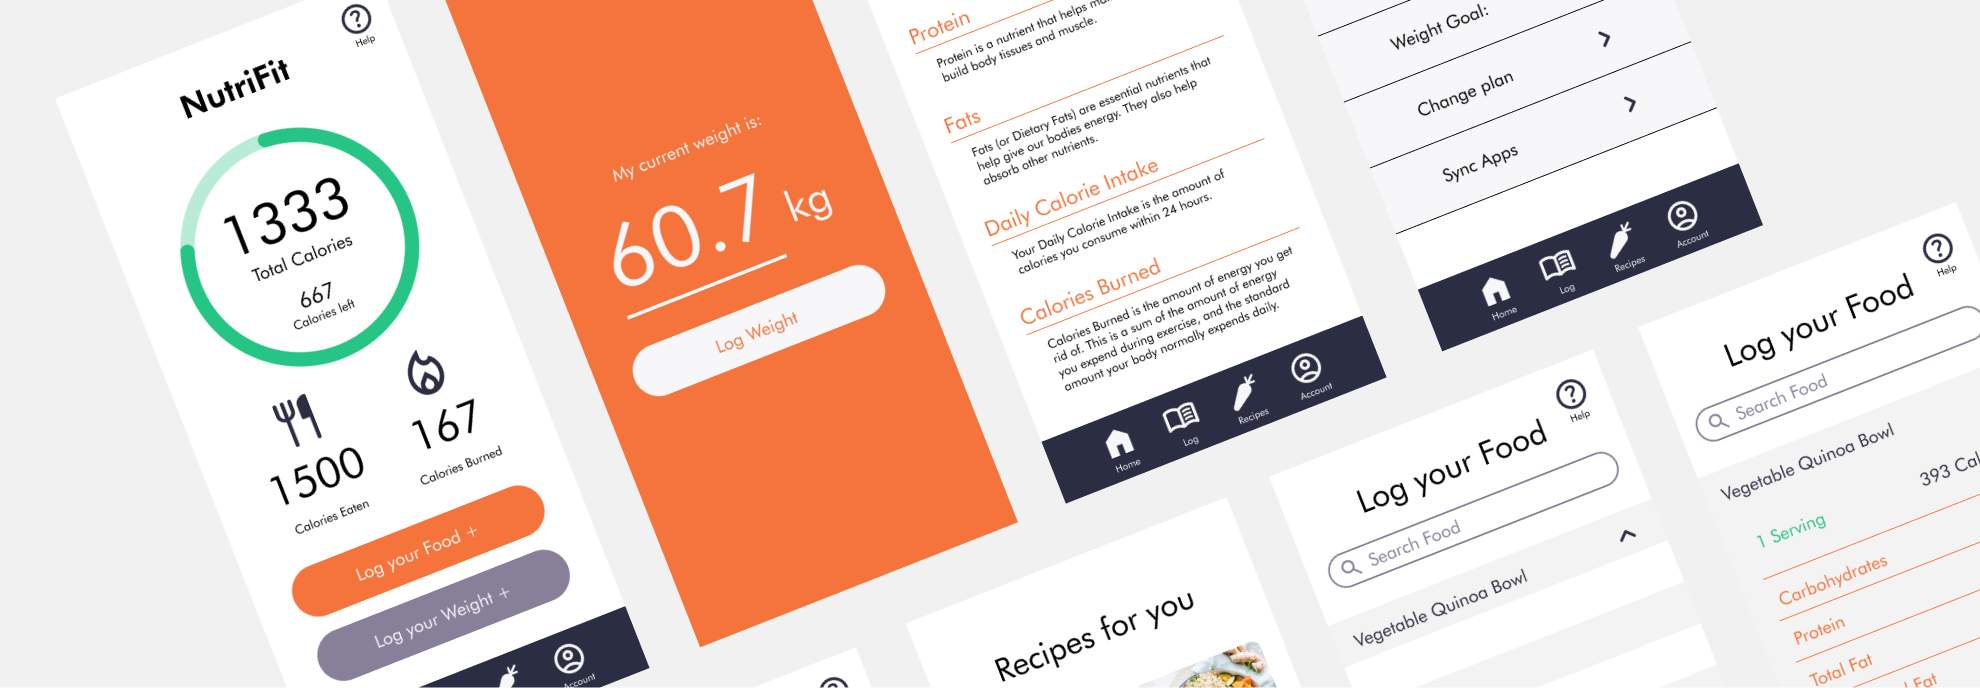 Help
NutriFit
1333
Total Calories
667
Calories left
1500
Calories Eaten
167
Calories Burned
Log your Food +
Log your Weight +
Account
My current weight is:
60.7 kg
Log Weight
Protein
Protein is a nutrient that helps
build body tissues and muscle.
Fats
Fats (or Dietary Fats) are essential nutrients that
help give our bodies energy. They also help
absorb other nutrients.
Daily Calorie Intake
Your Daily Calorie Intake is the amount of
calories you consume within 24 hours.
Calories Burned
Calories Burned is the amount of energy you get
rid of. This is a sum of the amount of energy
you expend during exercise, and the standard
amount your body normally expends daily.
Home
Log
Recipes
Account
Weight Goal:
Change plan
Sync Apps
Home
Log
Recipes
Account
Recipes for you
Help
Log your Food
Search Food
Vegetable Quinoa Bowl
Help
Log your Food
Search Food
Vegetable Quinoa Bowl
393 Cal
1 Serving
Carbohydrates
Protein
Total Fat
Fat